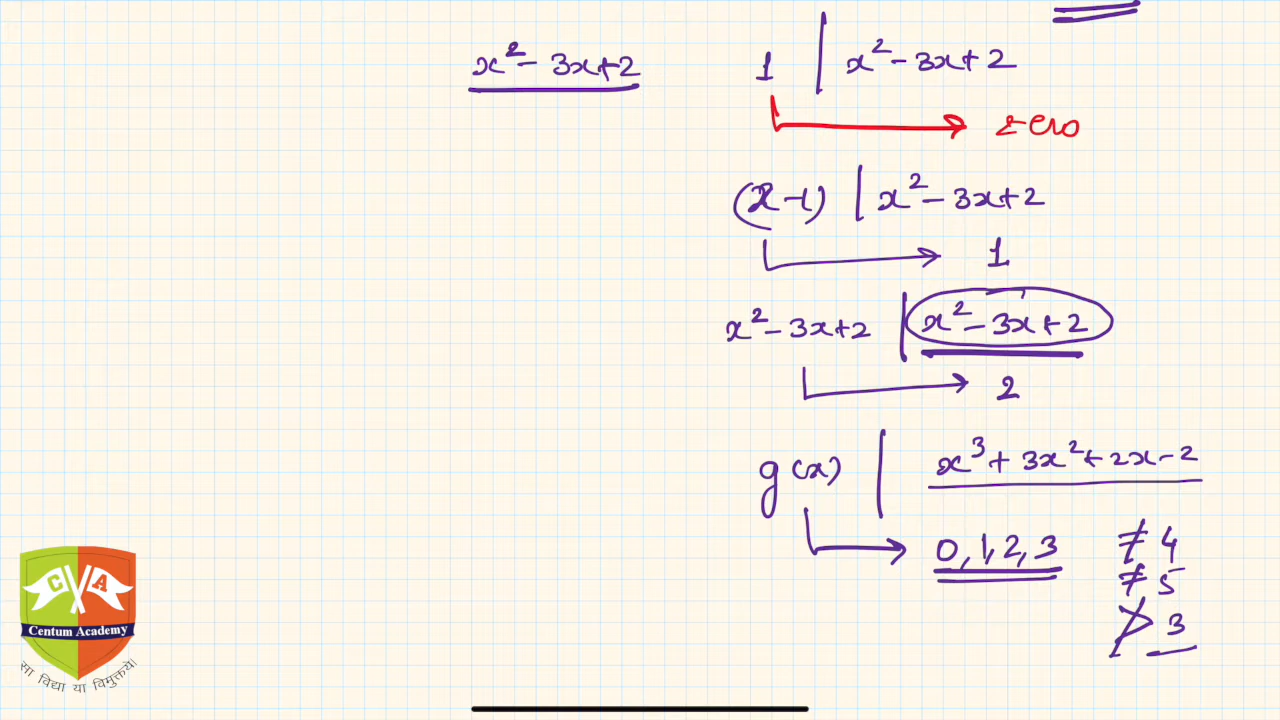 x² - 3x + 2
1 | x² - 3x + 2
zero
(x - 1) | x² - 3x + 2
1
x² - 3x + 2 | x² - 3x + 2
2
g(x) | x³ + 3x² + 2x - 2
0, 1, 2, 3 ≠ 4
≠ 5
≯ 3
C A
Centum Academy
सा विद्या या विमुक्तये।